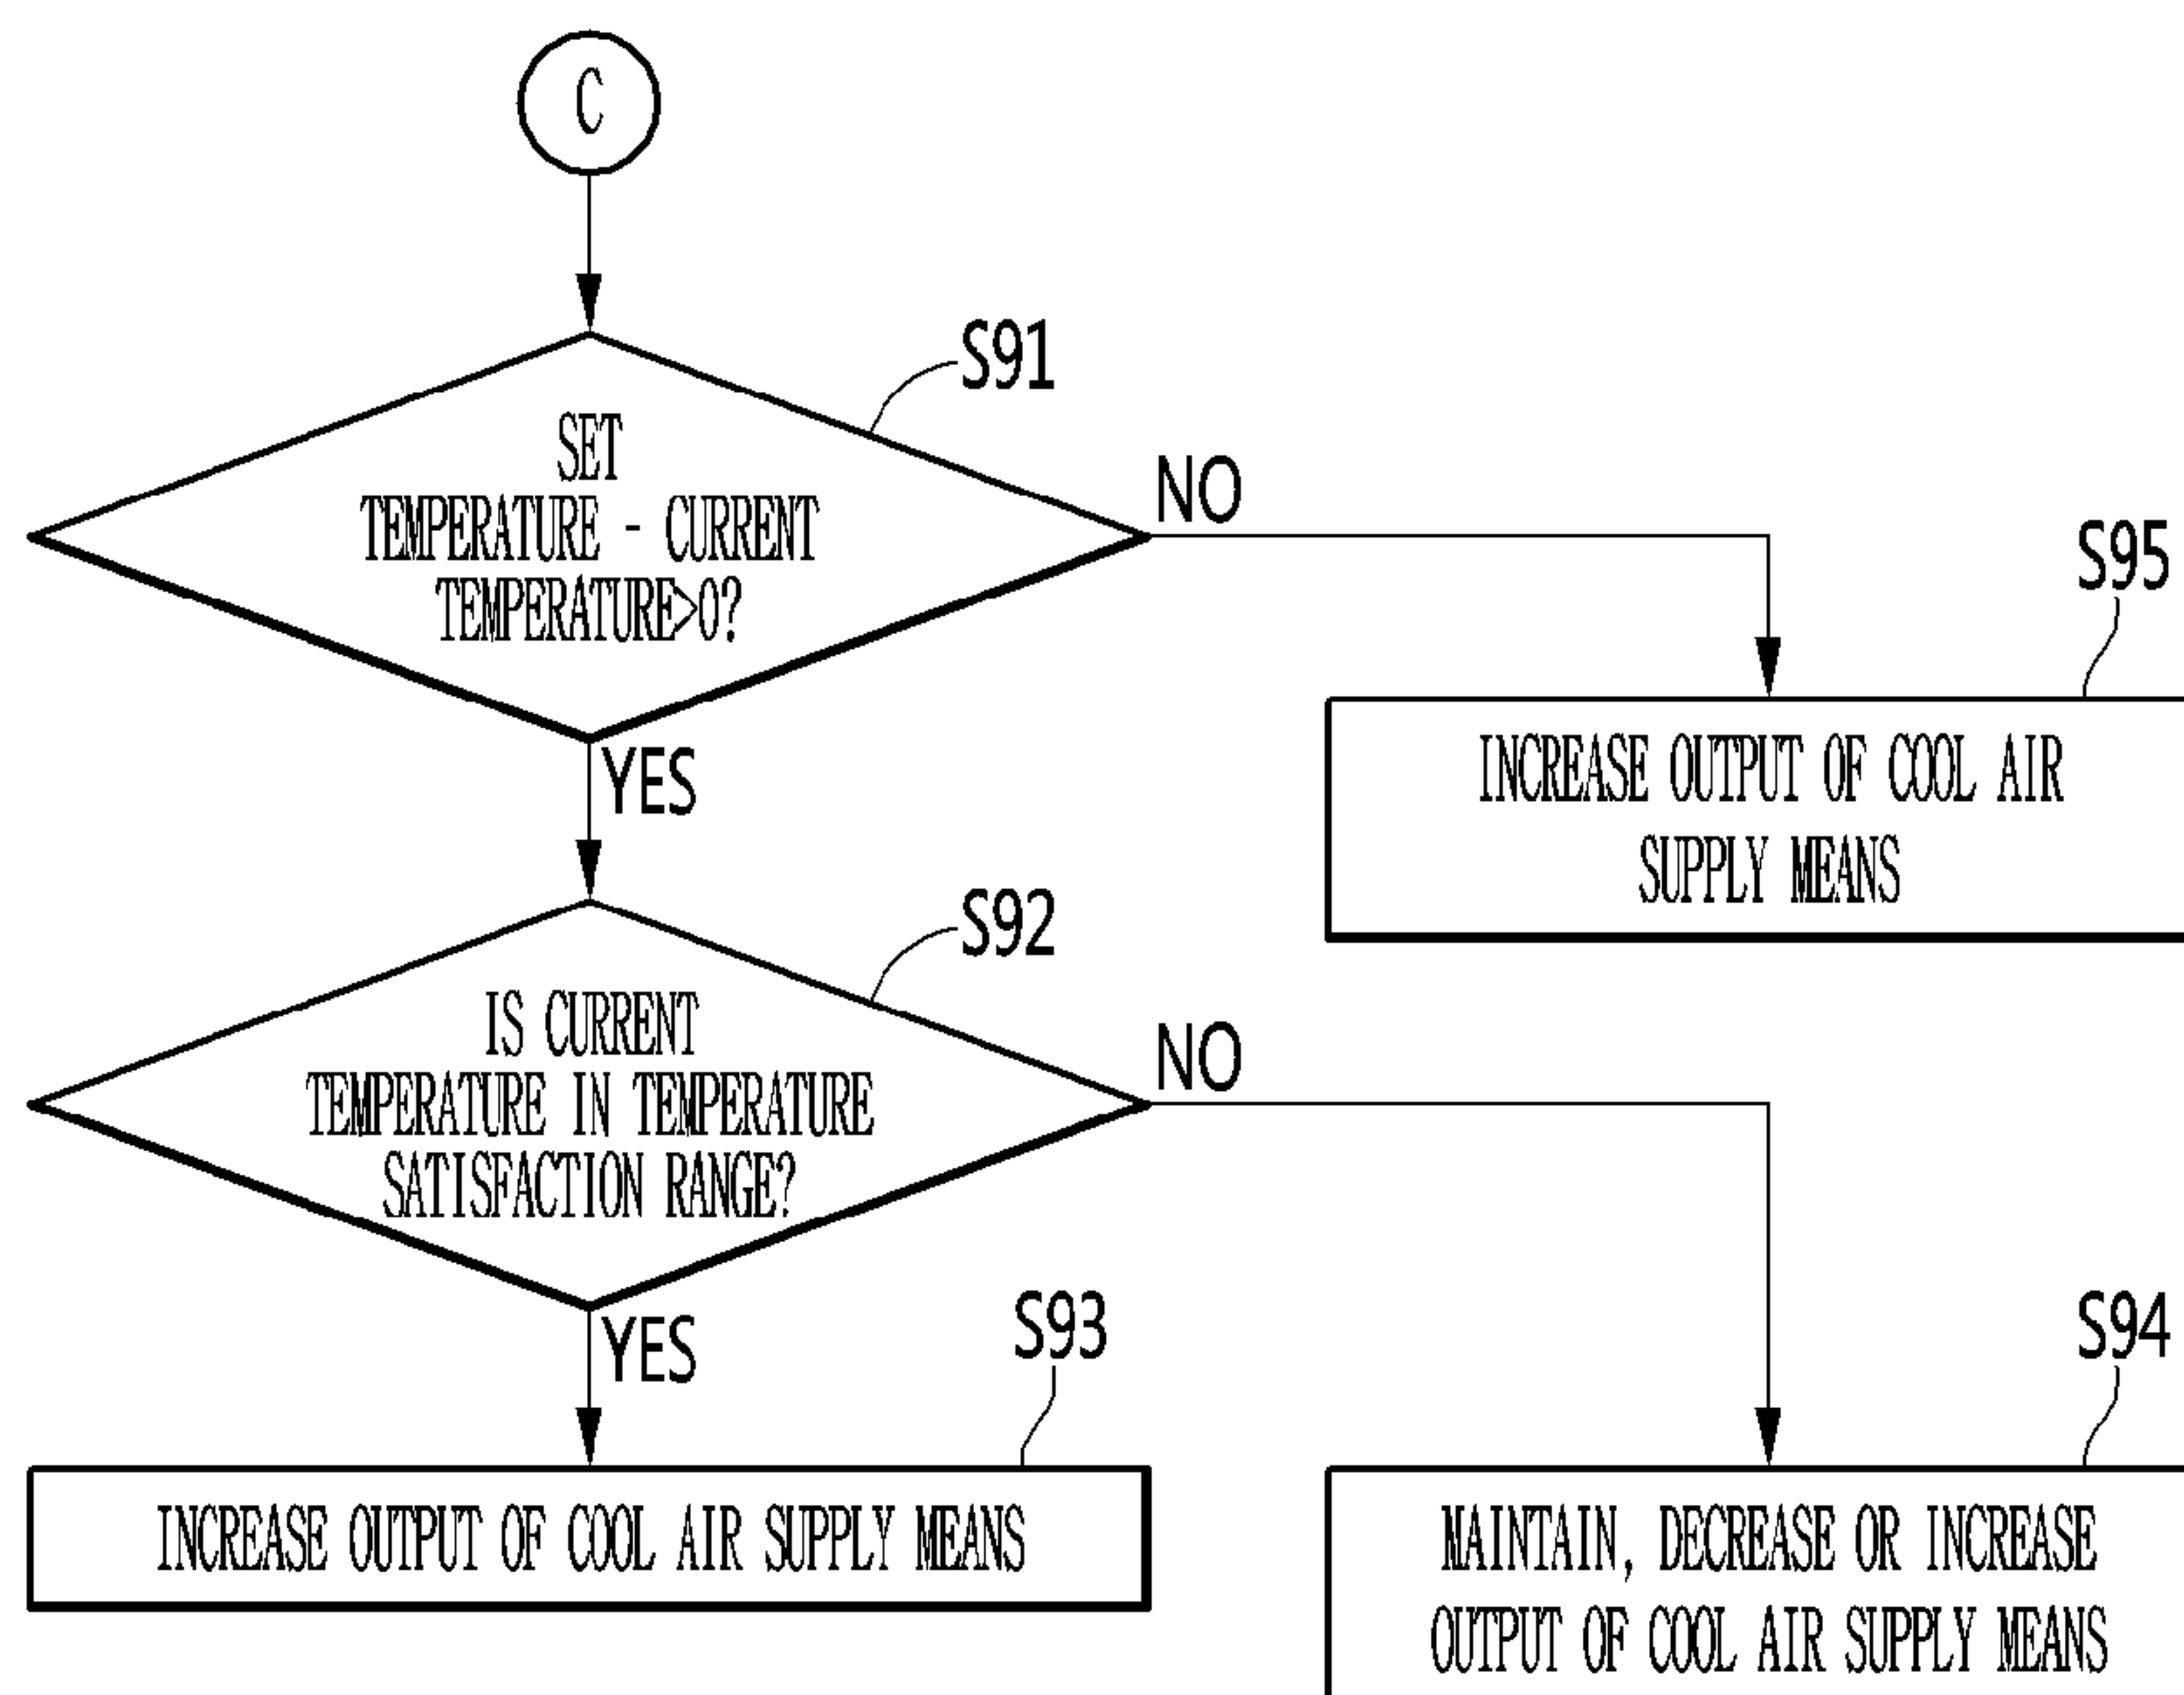 C
S91
SET
TEMPERATURE - CURRENT
TEMPERATURE>0?
NO
YES
S95
INCREASE OUTPUT OF COOL AIR
SUPPLY MEANS
S92
IS CURRENT
TEMPERATURE IN TEMPERATURE
SATISFACTION RANGE?
NO
YES
S93
INCREASE OUTPUT OF COOL AIR SUPPLY MEANS
S94
MAINTAIN, DECREASE OR INCREASE
OUTPUT OF COOL AIR SUPPLY MEANS